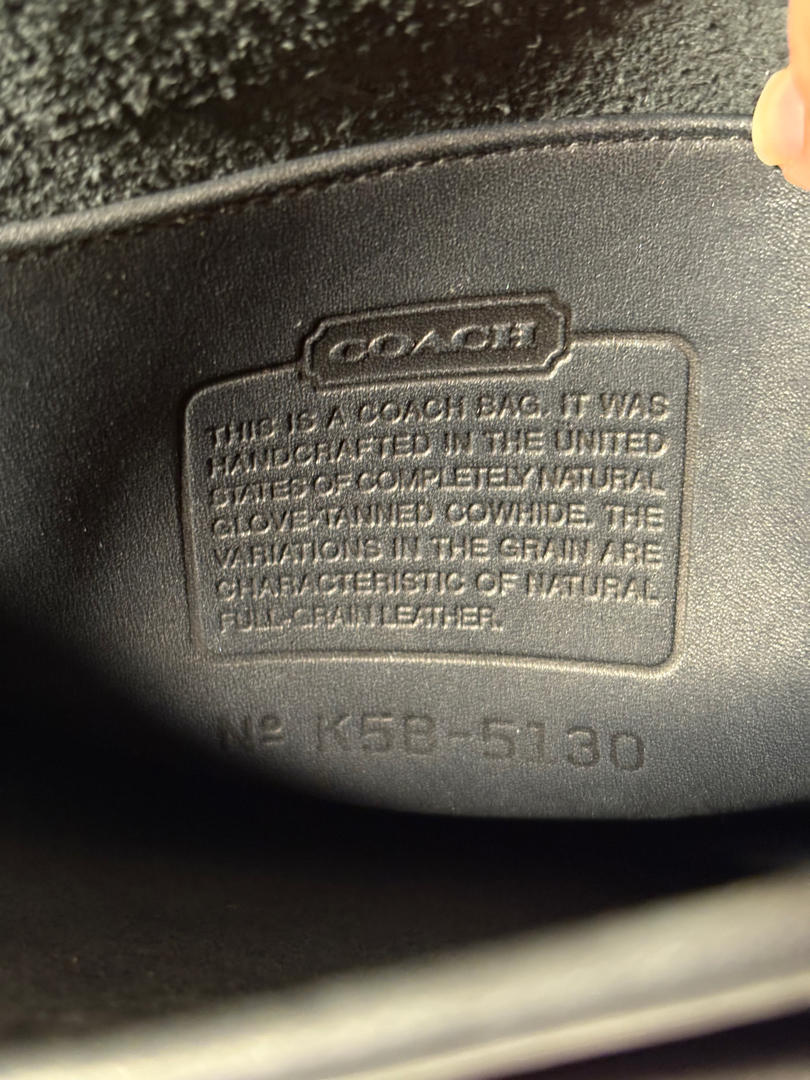 COACH
THIS IS A COACH BAG. IT WAS
HANDCRAFTED IN THE UNITED
STATES OF COMPLETELY NATURAL
GLOVE-TANNED COWHIDE. THE
VARIATIONS IN THE GRAIN ARE
CHARACTERISTIC OF NATURAL
FULL-GRAIN LEATHER.
Nº K5B-5130